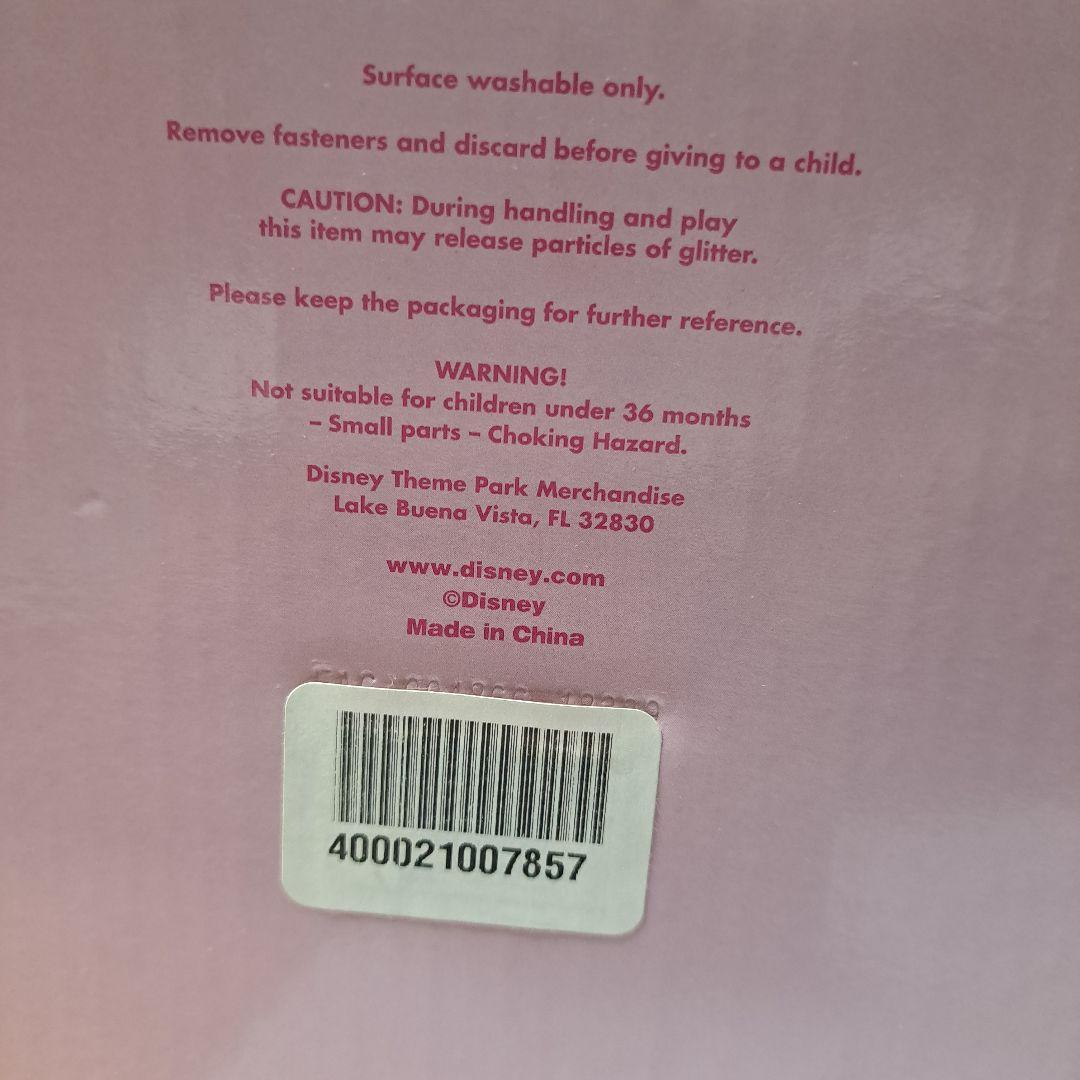 Surface washable only.
Remove fasteners and discard before giving to a child.
CAUTION: During handling and play
this item may release particles of glitter.
Please keep the packaging for further reference.
WARNING!
Not suitable for children under 36 months
– Small parts – Choking Hazard.
Disney Theme Park Merchandise
Lake Buena Vista, FL 32830
www.disney.com
©Disney
Made in China
400021007857